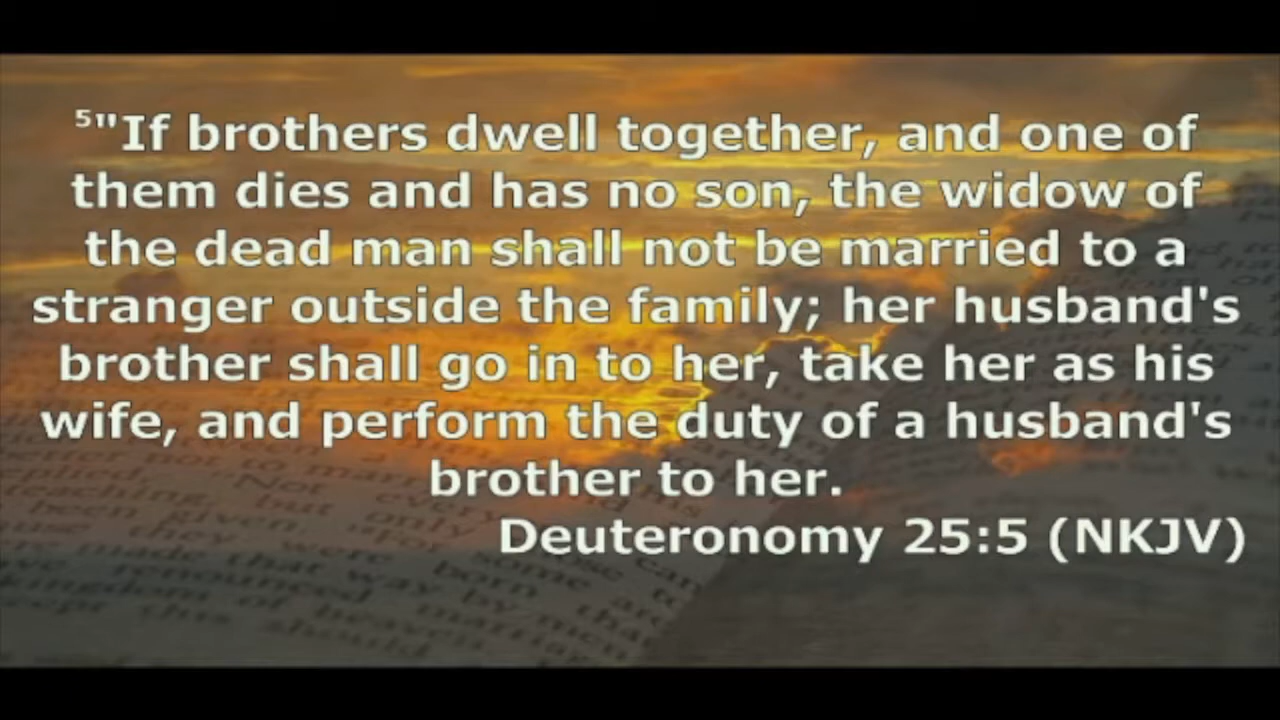 ⁵"If brothers dwell together, and one of
them dies and has no son, the widow of
the dead man shall not be married to a
stranger outside the family; her husband's
brother shall go in to her, take her as his
wife, and perform the duty of a husband's
brother to her.
Deuteronomy 25:5 (NKJV)